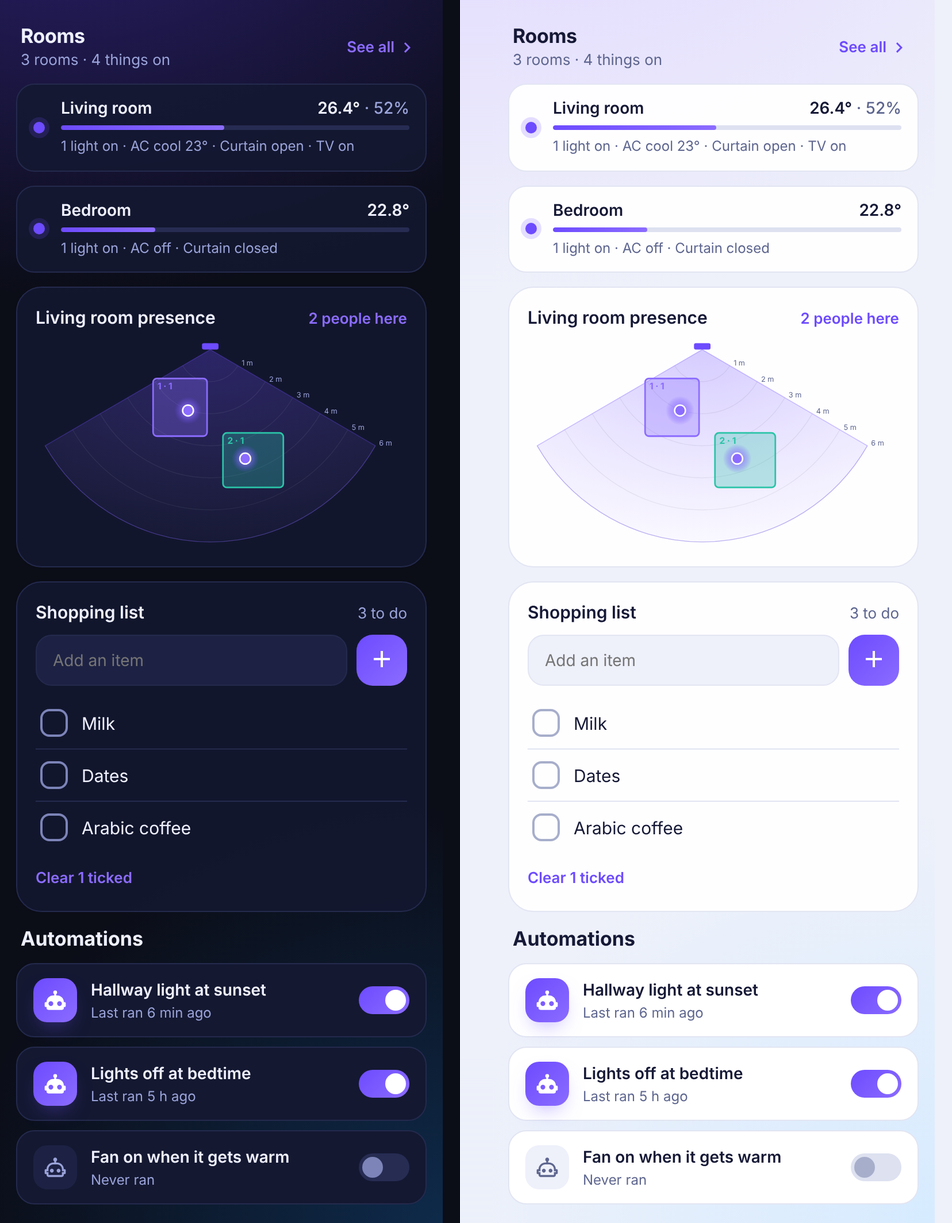 Rooms
See all
3 rooms · 4 things on
Living room
26.4° · 52%
1 light on · AC cool 23° · Curtain open · TV on
Bedroom
22.8°
1 light on · AC off · Curtain closed
Living room presence
2 people here
1 m
2 m
3 m
4 m
5 m
6 m
1 · 1
2 · 1
Shopping list
3 to do
Add an item
Milk
Dates
Arabic coffee
Clear 1 ticked
Automations
Hallway light at sunset
Last ran 6 min ago
Lights off at bedtime
Last ran 5 h ago
Fan on when it gets warm
Never ran
Rooms
See all
3 rooms · 4 things on
Living room
26.4° · 52%
1 light on · AC cool 23° · Curtain open · TV on
Bedroom
22.8°
1 light on · AC off · Curtain closed
Living room presence
2 people here
1 m
2 m
3 m
4 m
5 m
6 m
1 · 1
2 · 1
Shopping list
3 to do
Add an item
Milk
Dates
Arabic coffee
Clear 1 ticked
Automations
Hallway light at sunset
Last ran 6 min ago
Lights off at bedtime
Last ran 5 h ago
Fan on when it gets warm
Never ran